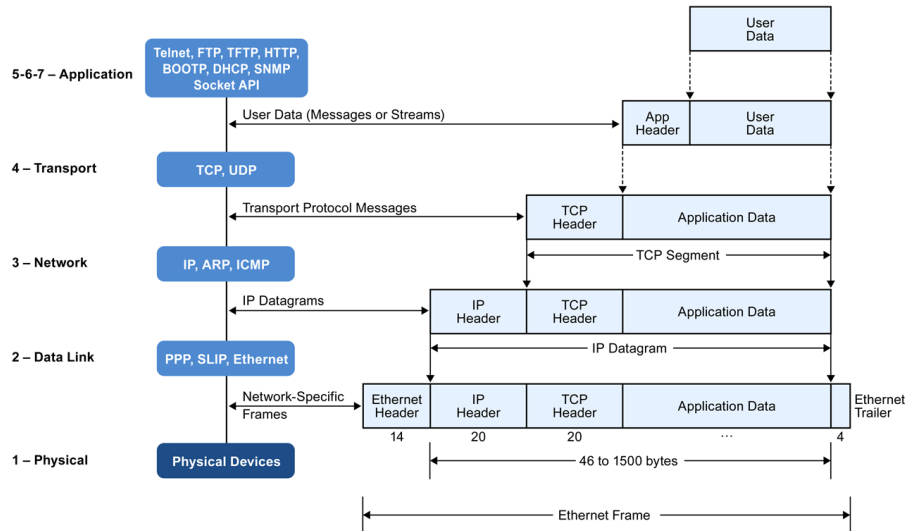 User
Data
Telnet, FTP, TFTP, HTTP,
BOOTP, DHCP, SNMP
Socket API
5-6-7 – Application
User Data (Messages or Streams)
App
Header
User
Data
4 – Transport
TCP, UDP
Transport Protocol Messages
TCP
Header
Application Data
TCP Segment
3 – Network
IP, ARP, ICMP
IP Datagrams
IP
Header
TCP
Header
Application Data
IP Datagram
2 – Data Link
PPP, SLIP, Ethernet
Network-Specific
Frames
Ethernet
Header
IP
Header
TCP
Header
Application Data
Ethernet
Trailer
14
20
20
...
4
1 – Physical
Physical Devices
46 to 1500 bytes
Ethernet Frame